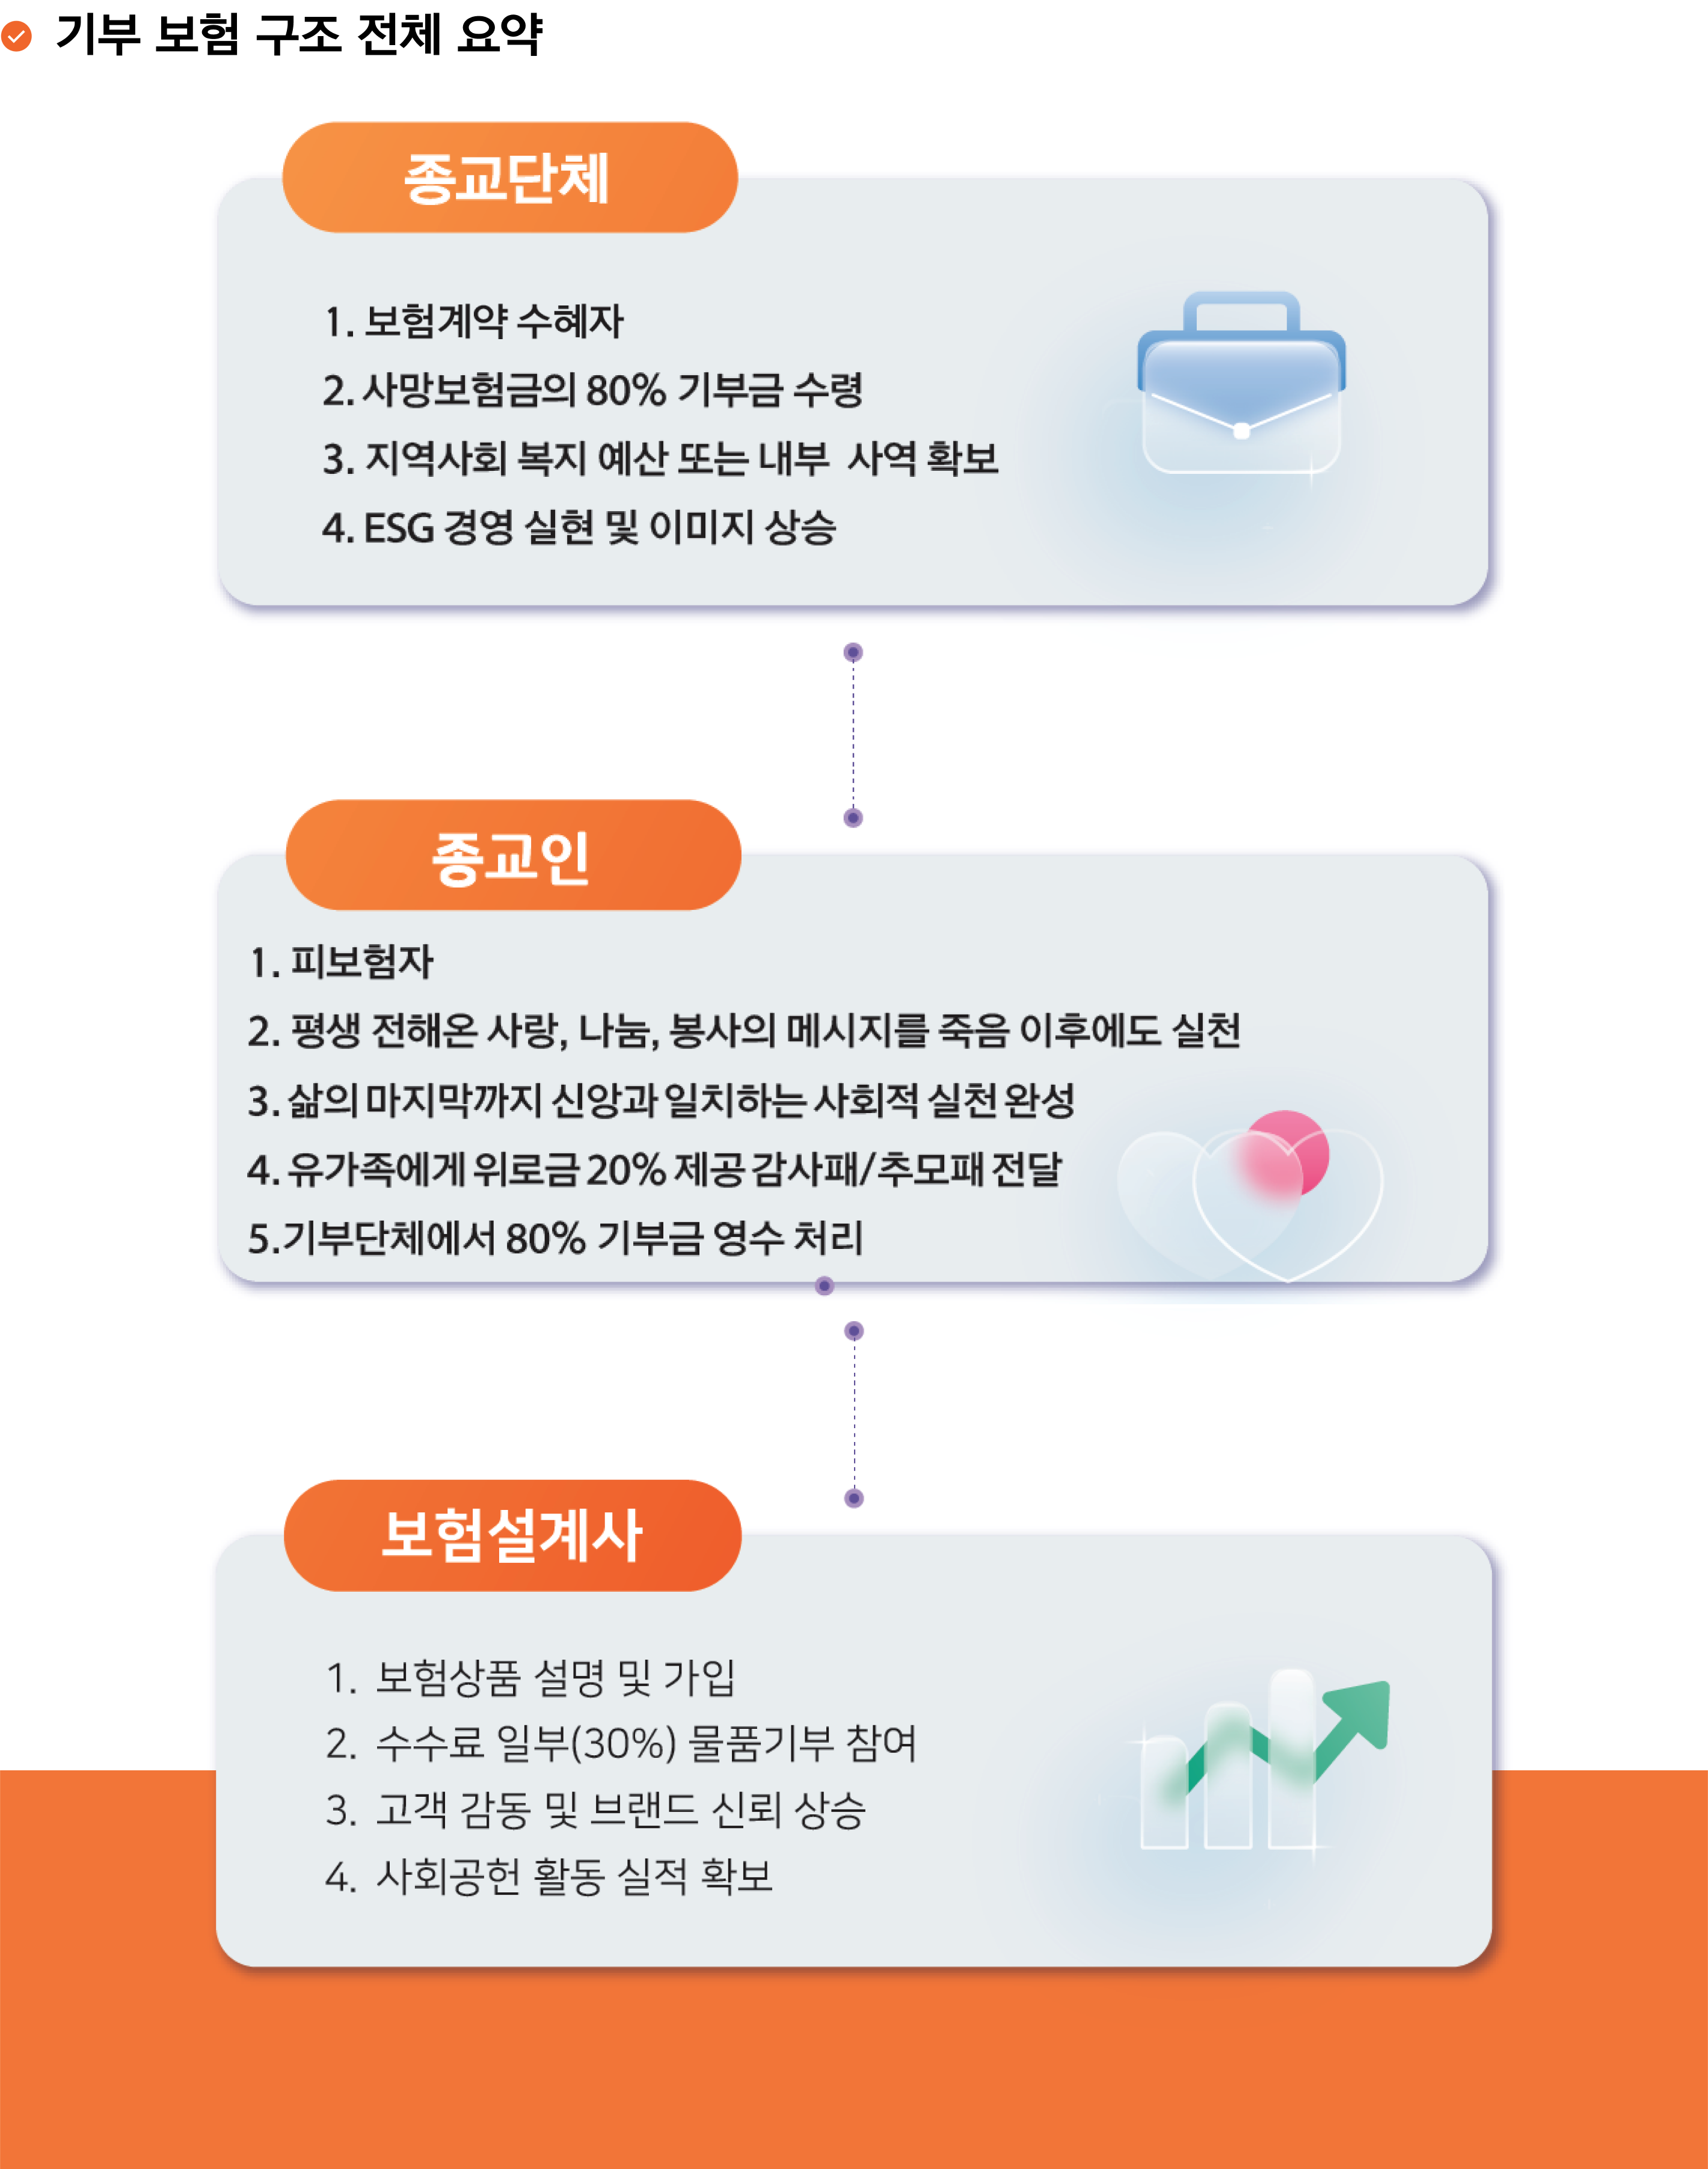 기부 보험 구조 전체 요약
종교단체
1. 보험계약 수혜자
2. 사망보험금의 80% 기부금 수령
3. 지역사회 복지 예산 또는 내부 사역 확보
4. ESG 경영 실현 및 이미지 상승
종교인
1. 피보험자
2. 평생 전해온 사랑, 나눔, 봉사의 메시지를 죽음 이후에도 실천
3. 삶의 마지막까지 신앙과 일치하는 사회적 실천 완성
4. 유가족에게 위로금 20% 제공 감사패/추모패 전달
5.기부단체에서 80% 기부금 영수 처리
보험설계사
1. 보험상품 설명 및 가입
2. 수수료 일부(30%) 물품기부 참여
3. 고객 감동 및 브랜드 신뢰 상승
4. 사회공헌 활동 실적 확보